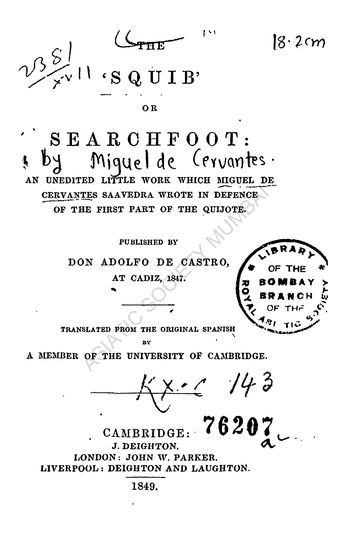 THE
18.2cm
2381
xvii
'SQUIB'
OR
SEARCHFOOT:
by Miguel de Cervantes.
AN UNEDITED LITTLE WORK WHICH MIGUEL DE
CERVANTES SAAVEDRA WROTE IN DEFENCE
OF THE FIRST PART OF THE QUIJOTE.
PUBLISHED BY
DON ADOLFO DE CASTRO,
AT CADIZ, 1847.
LIBRARY
OF THE
BOMBAY
BRANCH
OF THE
ROYAL ASIATIC SOCIETY
TRANSLATED FROM THE ORIGINAL SPANISH
BY
A MEMBER OF THE UNIVERSITY OF CAMBRIDGE.
ASIATIC SOCIETY MUMBAI
143
76207
a
CAMBRIDGE:
J. DEIGHTON.
LONDON: JOHN W. PARKER.
LIVERPOOL: DEIGHTON AND LAUGHTON.
1849.